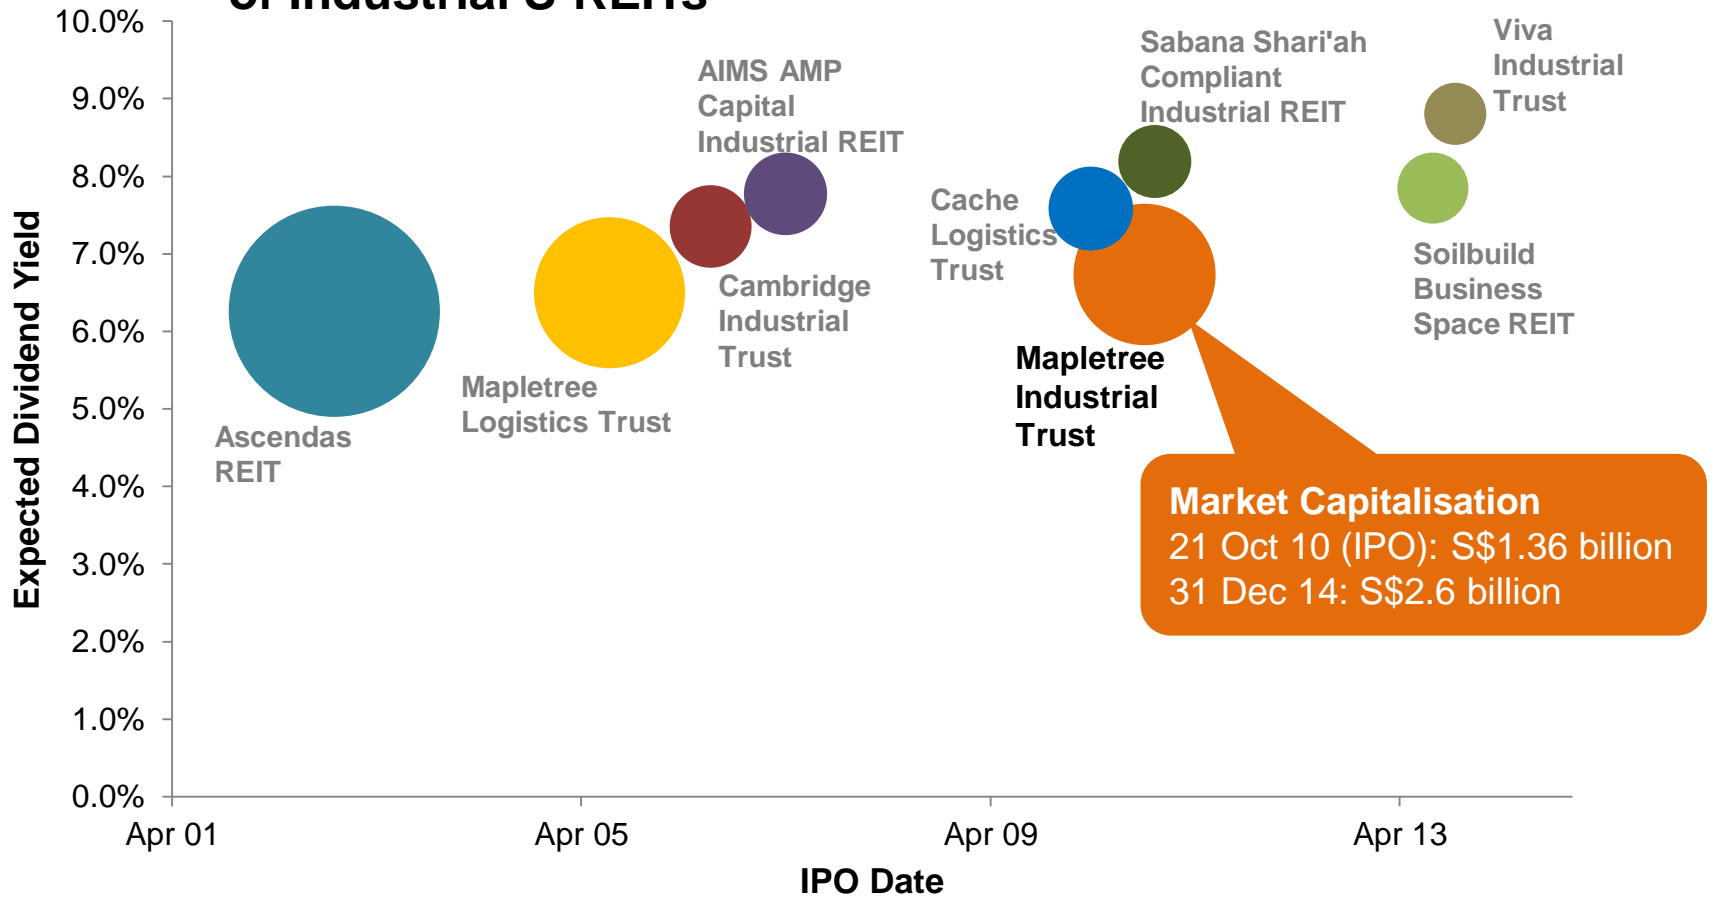 of Industrial S-REITs
10.0%
9.0%
8.0%
7.0%
6.0%
5.0%
4.0%
3.0%
2.0%
1.0%
0.0%
Expected Dividend Yield
Ascendas
REIT
Mapletree
Logistics Trust
AIMS AMP
Capital
Industrial REIT
Cambridge
Industrial
Trust
Cache
Logistics
Trust
Sabana Shari'ah
Compliant
Industrial REIT
Mapletree
Industrial
Trust
Viva
Industrial
Trust
Soilbuild
Business
Space REIT
Market Capitalisation
21 Oct 10 (IPO): S$1.36 billion
31 Dec 14: S$2.6 billion
Apr 01
Apr 05
Apr 09
Apr 13
IPO Date